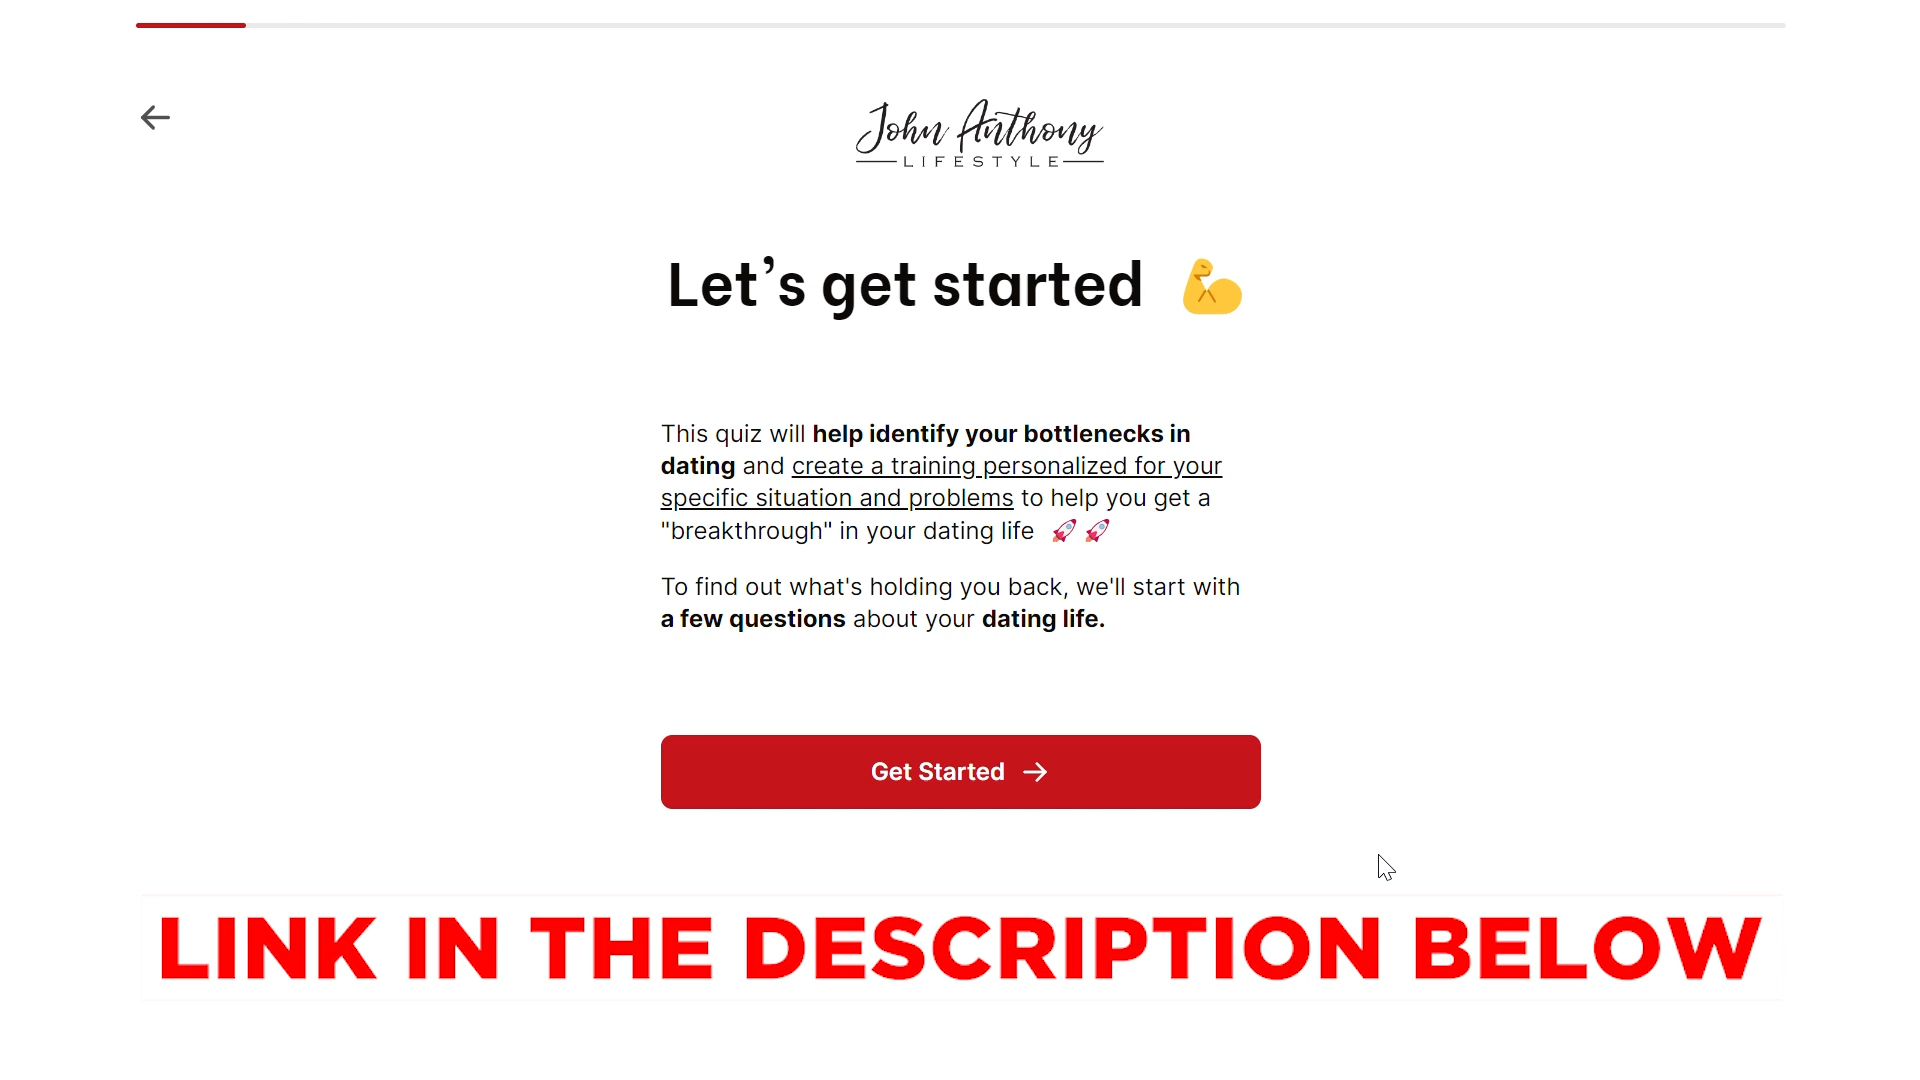 John Anthony
LIFESTYLE
Let’s get started 💪
This quiz will help identify your bottlenecks in
dating and create a training personalized for your
specific situation and problems to help you get a
"breakthrough" in your dating life 🚀 🚀
To find out what's holding you back, we'll start with
a few questions about your dating life.
Get Started →
LINK IN THE DESCRIPTION BELOW